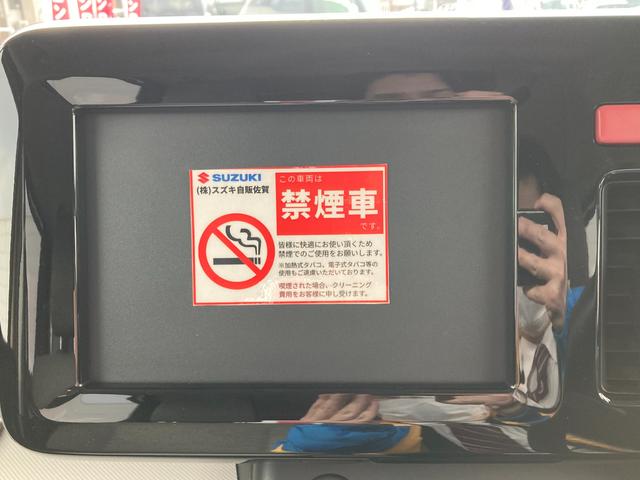 ン ン ン
SUZUKI
(株)スズキ自販佐賀
この車両は
禁煙車
です。
皆様に快適にお使い頂くため
禁煙でのご使用をお願いします。
※加熱式タバコ、電子式タバコ等の
使用もご遠慮いただいております。
喫煙された場合、クリーニング
費用をお客様に申し受けます。